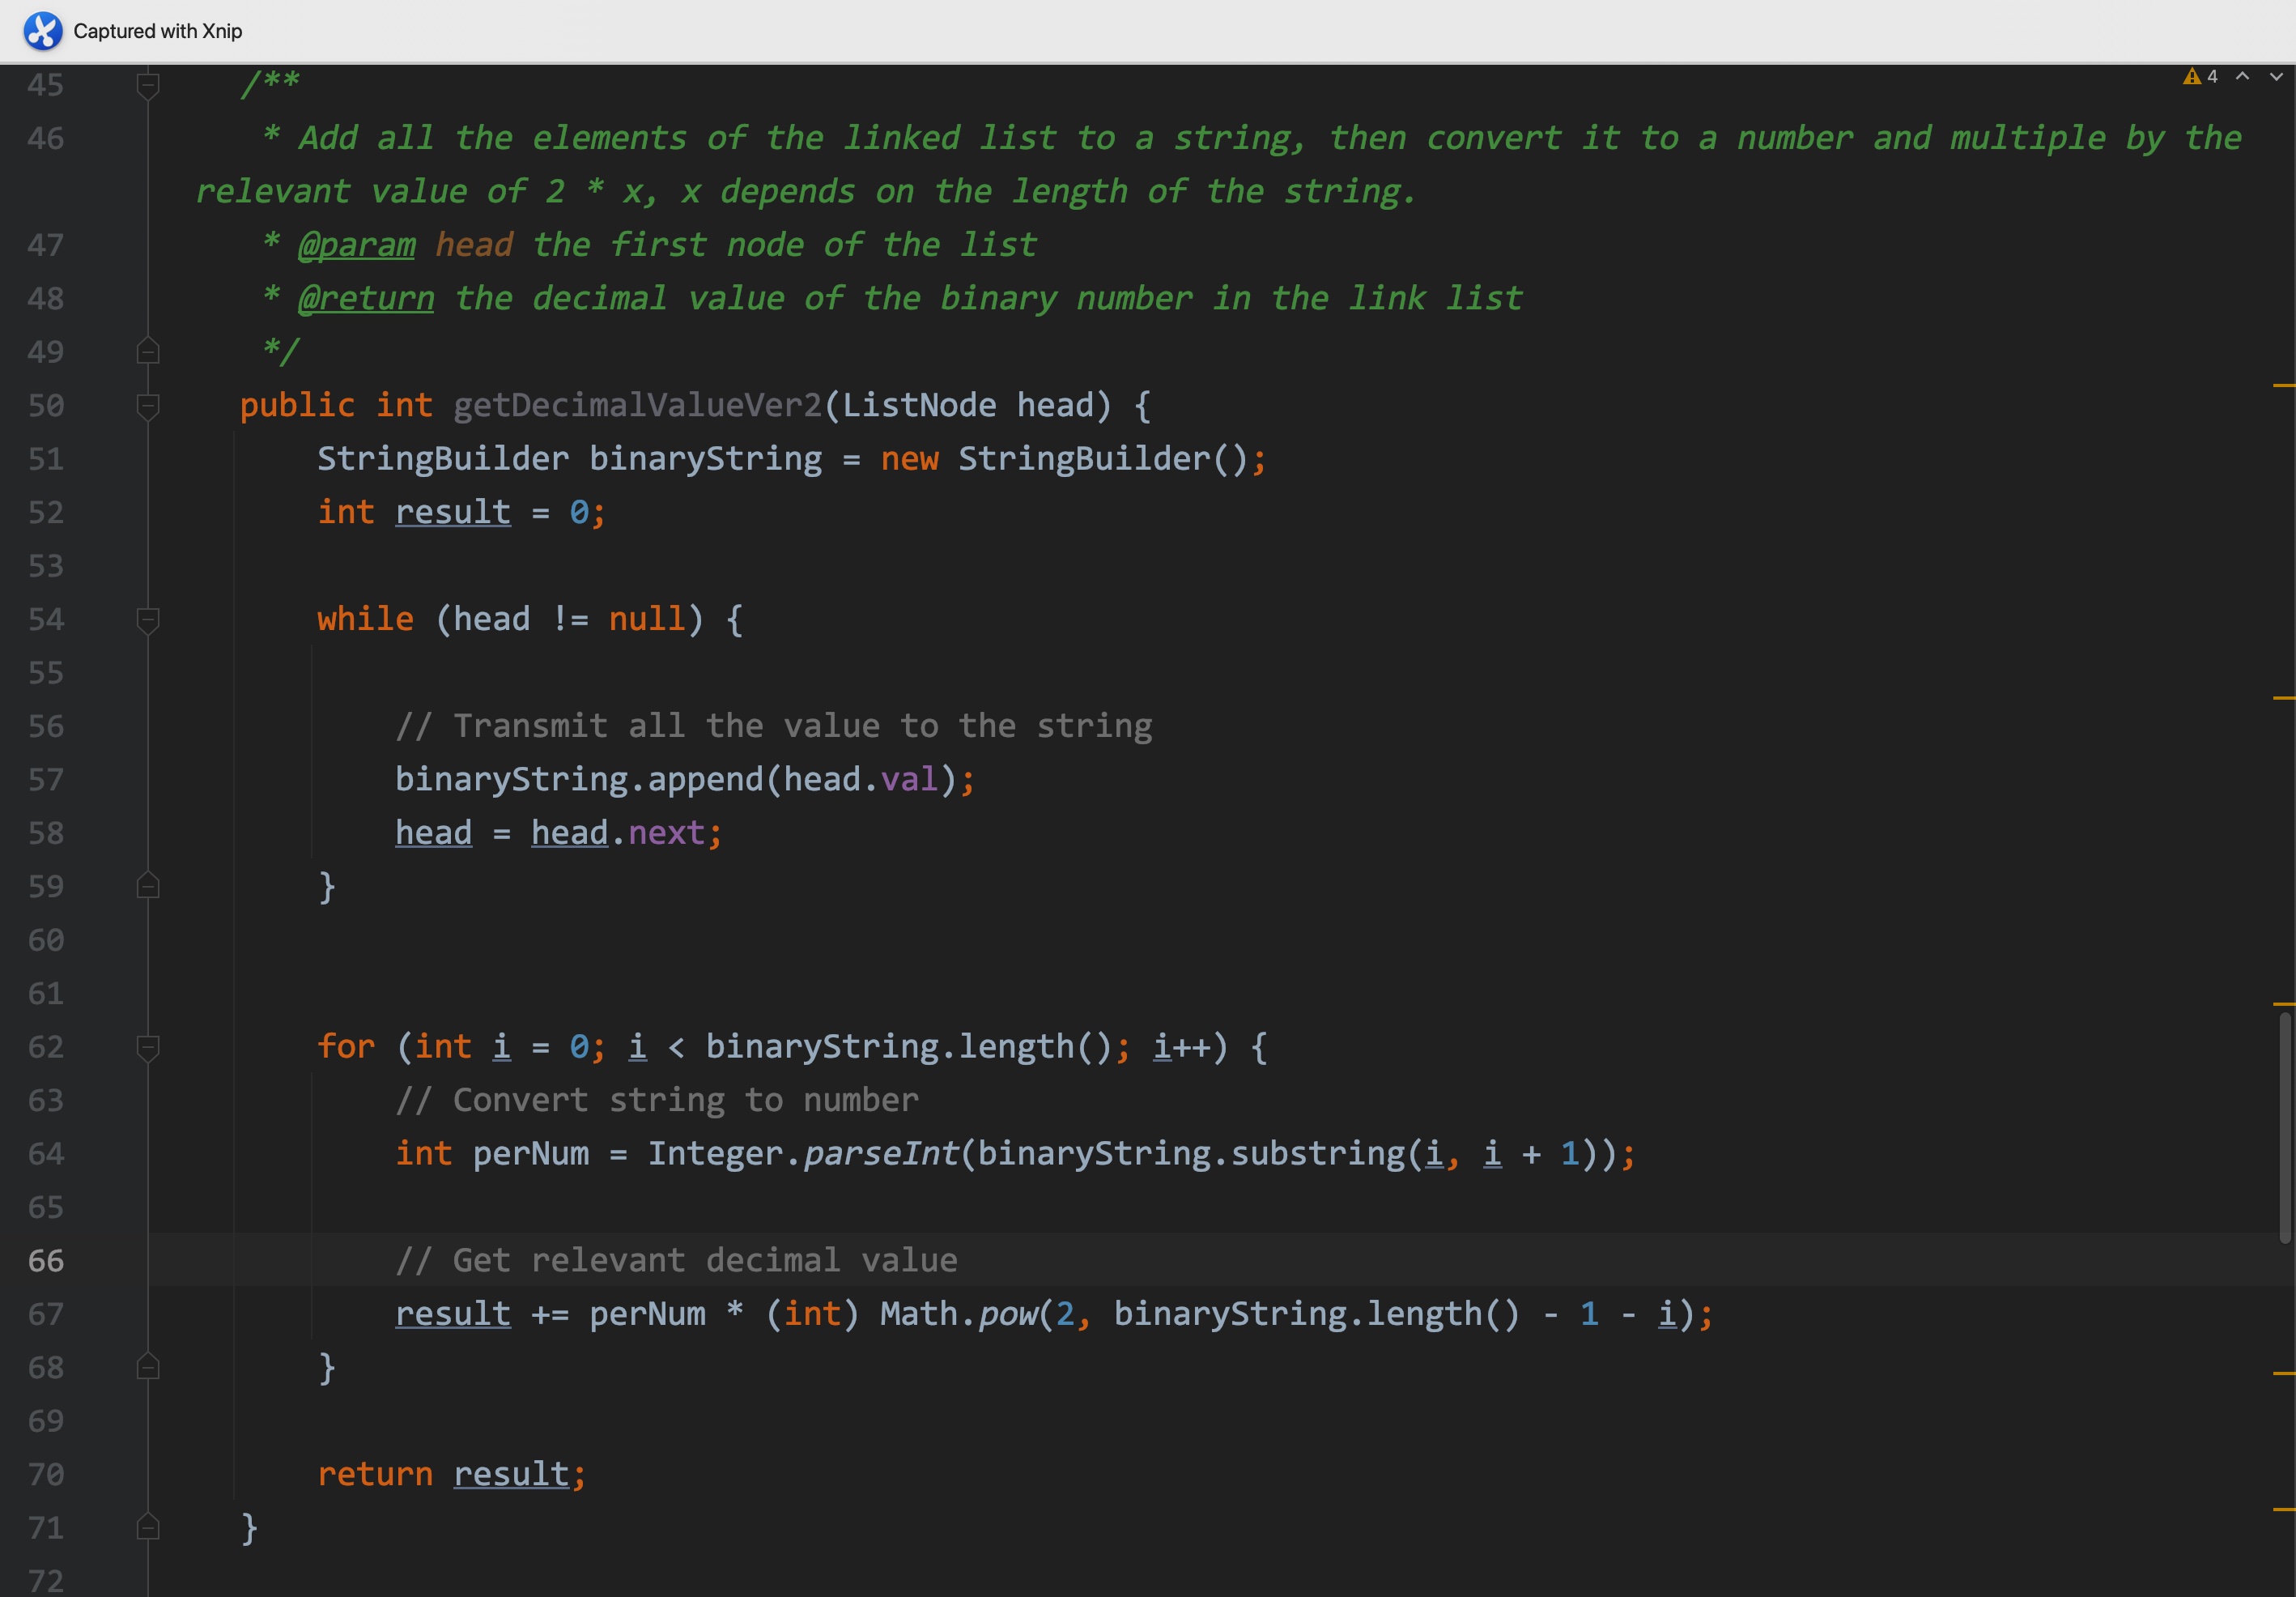 Captured with Xnip
4
45 /**
46 * Add all the elements of the linked list to a string, then convert it to a number and multiple by the
relevant value of 2 * x, x depends on the length of the string.
47 * @param head the first node of the list
48 * @return the decimal value of the binary number in the link list
49 */
50 public int getDecimalValueVer2(ListNode head) {
51 StringBuilder binaryString = new StringBuilder();
52 int result = 0;
53
54 while (head != null) {
55
56 // Transmit all the value to the string
57 binaryString.append(head.val);
58 head = head.next;
59 }
60
61
62 for (int i = 0; i < binaryString.length(); i++) {
63 // Convert string to number
64 int perNum = Integer.parseInt(binaryString.substring(i, i + 1));
65
66 // Get relevant decimal value
67 result += perNum * (int) Math.pow(2, binaryString.length() - 1 - i);
68 }
69
70 return result;
71 }
72